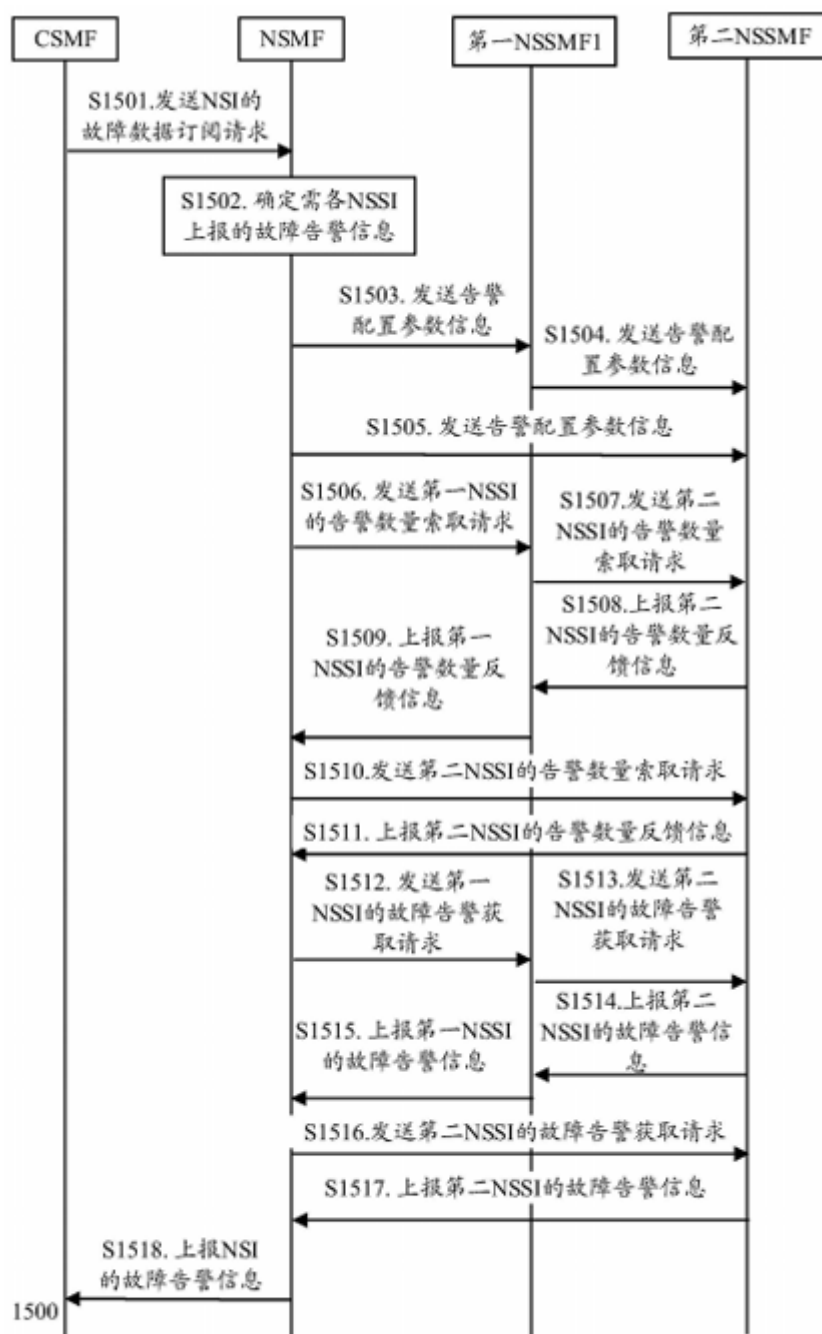 CSMF
NSMF
第一NSSMF1
第二NSSMF
S1501.发送NSI的
故障数据订阅请求
S1502. 确定需各NSSI
上报的故障告警信息
S1503. 发送告警
配置参数信息
S1504. 发送告警配
置参数信息
S1505. 发送告警配置参数信息
S1506. 发送第一NSSI
的告警数量索取请求
S1507.发送第二
NSSI的告警数量
索取请求
S1508.上报第二
NSSI的告警数量反
馈信息
S1509. 上报第一
NSSI的告警数量反
馈信息
S1510.发送第二NSSI的告警数量索取请求
S1511. 上报第二NSSI的告警数量反馈信息
S1512. 发送第一
NSSI的故障告警获
取请求
S1513.发送第二
NSSI的故障告警
获取请求
S1514.上报第二
NSSI的故障告警信
息
S1515. 上报第一NSSI
的故障告警信息
S1516.发送第二NSSI的故障告警获取请求
S1517. 上报第二NSSI的故障告警信息
S1518. 上报NSI
的故障告警信息
1500